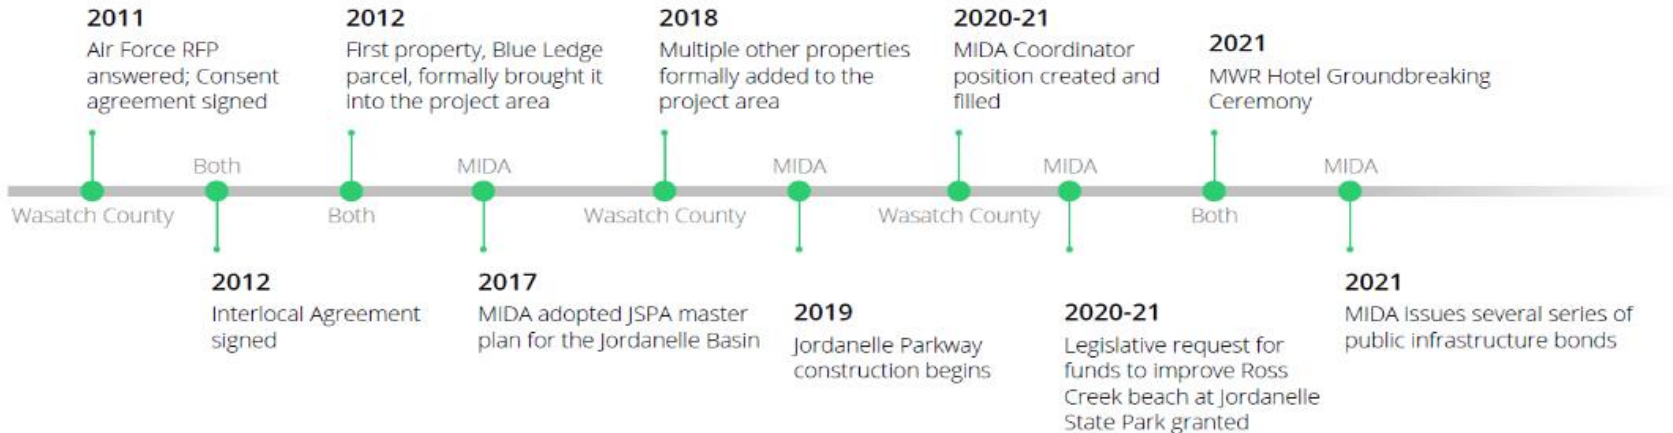 2011
Air Force RFP
answered; Consent
agreement signed
2012
First property, Blue Ledge
parcel, formally brought it
into the project area
2018
Multiple other properties
formally added to the
project area
2020-21
MIDA Coordinator
position created and
filled
2021
MWR Hotel Groundbreaking
Ceremony
Both
MIDA
MIDA
MIDA
MIDA
Wasatch County
Both
Wasatch County
Wasatch County
Both
2012
Interlocal Agreement
signed
2017
MIDA adopted JSPA master
plan for the Jordanelle Basin
2019
Jordanelle Parkway
construction begins
2020-21
Legislative request for
funds to improve Ross
Creek beach at Jordanelle
State Park granted
2021
MIDA issues several series of
public infrastructure bonds